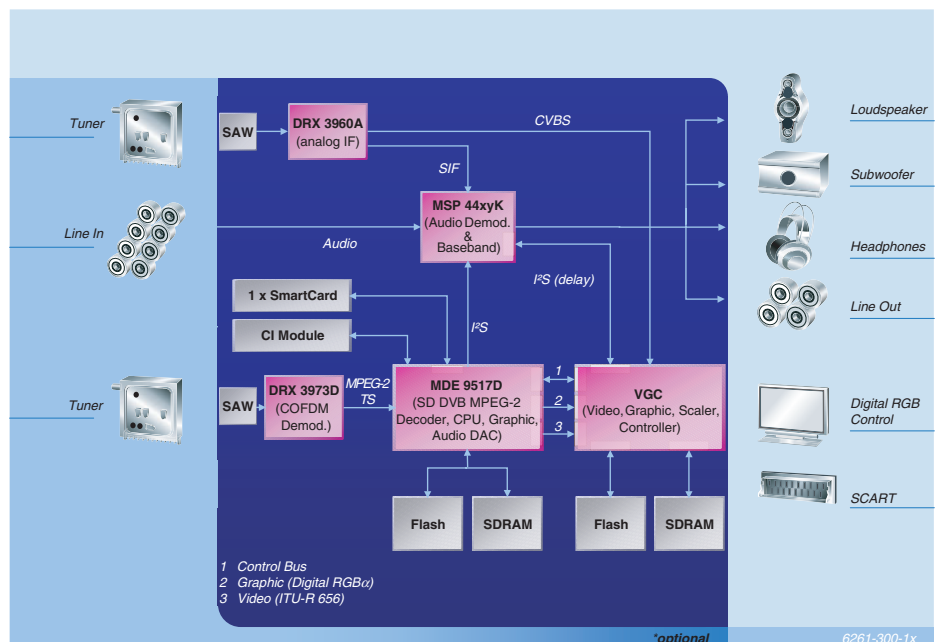 Tuner
SAW
DRX 3960A
(analog IF)
CVBS
SIF
Loudspeaker
Subwoofer
Line In
Audio
MSP 44xyK
(Audio Demod.
&
Baseband)
Headphones
I²S (delay)
1 x SmartCard
I²S
Line Out
CI Module
Tuner
SAW
DRX 3973D
(COFDM
Demod.)
MPEG-2
TS
MDE 9517D
(SD DVB MPEG-2
Decoder, CPU, Graphic,
Audio DAC)
1
2
3
VGC
(Video, Graphic, Scaler,
Controller)
Digital RGB
Control
SCART
Flash
SDRAM
Flash
SDRAM
1 Control Bus
2 Graphic (Digital RGBα)
3 Video (ITU-R 656)
*optional
6261-300-1x